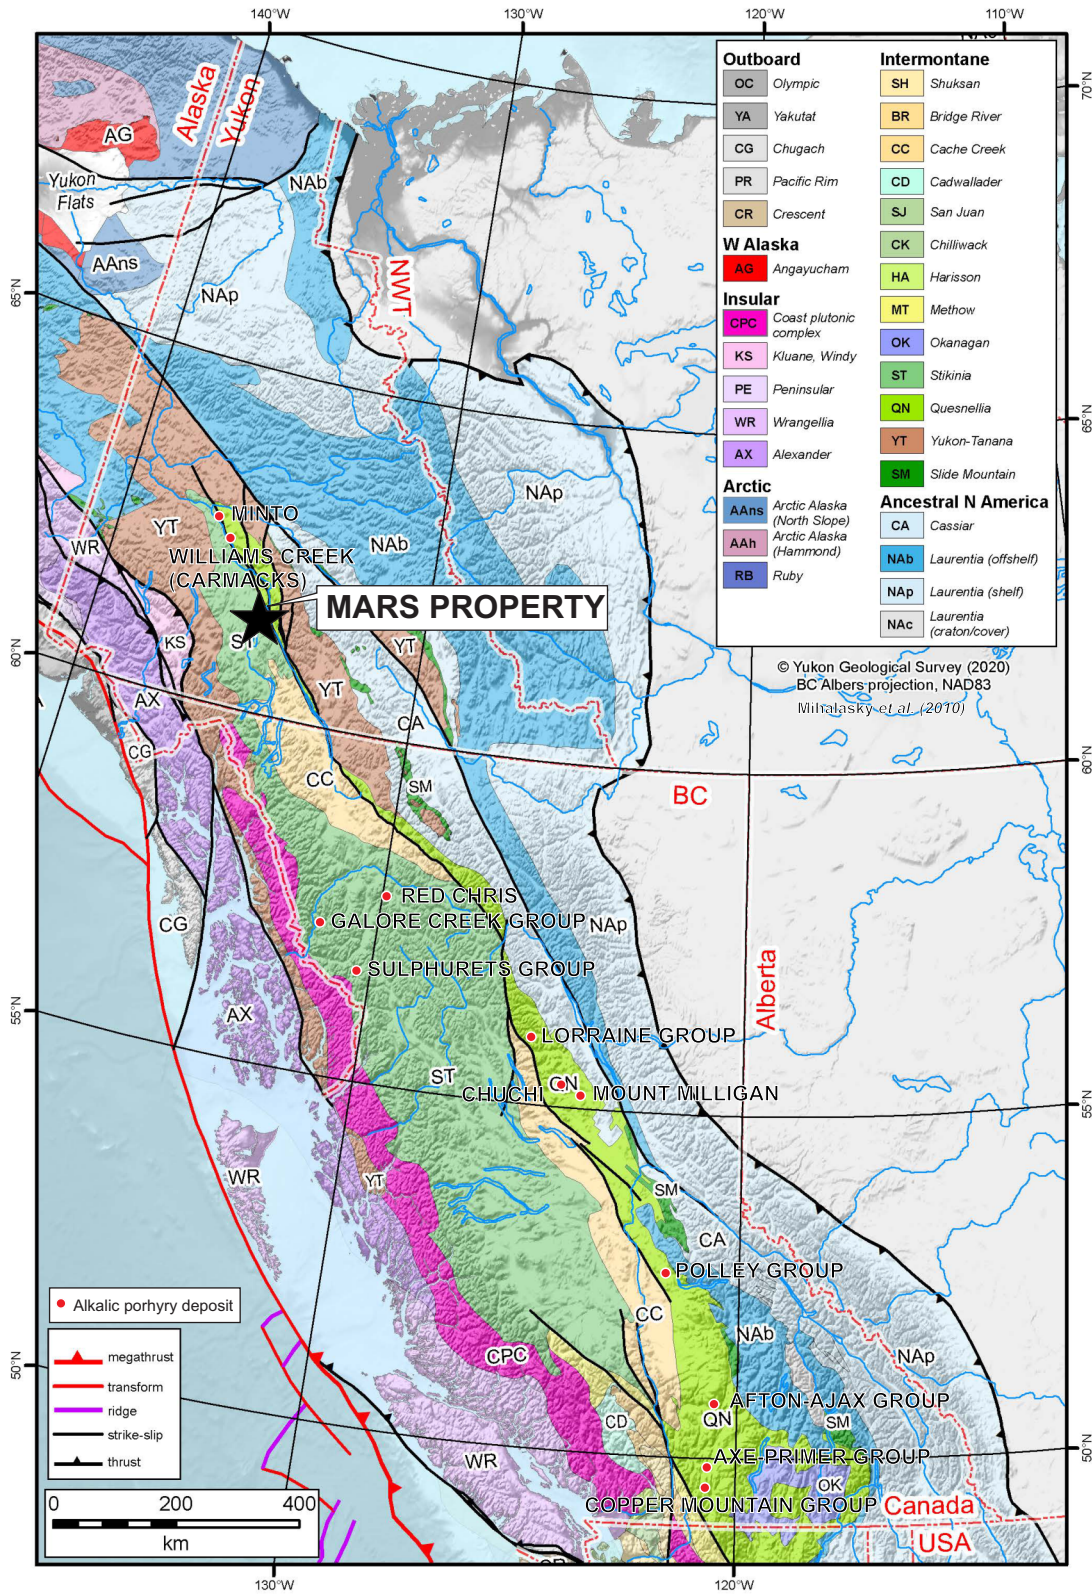 140°W
130°W
120°W
110°W
70°N
65°N
65°N
60°N
60°N
55°N
55°N
50°N
50°N
130°W
120°W
Outboard
OC Olympic
YA Yakutat
CG Chugach
PR Pacific Rim
CR Crescent
W Alaska
AG Angayucham
Insular
CPC Coast plutonic
complex
KS Kluane, Windy
PE Peninsular
WR Wrangellia
AX Alexander
Arctic
AAns Arctic Alaska
(North Slope)
AAh Arctic Alaska
(Hammond)
RB Ruby
Intermontane
SH Shuksan
BR Bridge River
CC Cache Creek
CD Cadwallader
SJ San Juan
CK Chilliwack
HA Harisson
MT Methow
OK Okanagan
ST Stikinia
QN Quesnellia
YT Yukon-Tanana
SM Slide Mountain
Ancestral N America
CA Cassiar
NAb Laurentia (offshelf)
NAp Laurentia (shelf)
NAc Laurentia
(craton/cover)
© Yukon Geological Survey (2020)
BC Albers projection, NAD83
Mihalasky et al. (2010)
Alaska
Yukon
AG
Yukon
Flats
AAns
NAb
NAp
NWT
NAp
NAb
YT
MINTO
WILLIAMS CREEK
(CARMACKS)
WR
MARS PROPERTY
KS
ST
YT
YT
AX
CA
CG
CC
SM
BC
RED CHRIS
GALORE CREEK GROUP
CG
NAp
SULPHURETS GROUP
Alberta
AX
LORRAINE GROUP
ST
QN
CHUCHI
MOUNT MILLIGAN
WR
YT
SM
CA
POLLEY GROUP
CC
NAb
NAp
CPC
AFTON-AJAX GROUP
CD
QN
SM
WR
AXE-PRIMER GROUP
OK
COPPER MOUNTAIN GROUP
Canada
USA
Alkalic porhyry deposit
megathrust
transform
ridge
strike-slip
thrust
0 200 400
km